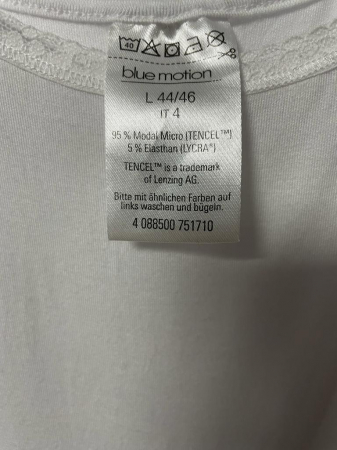 40
blue motion
L 44/46
IT 4
95 % Modal Micro (TENCEL™)
5 % Elasthan (LYCRA®)
TENCEL™ is a trademark
of Lenzing AG.
Bitte mit ähnlichen Farben auf
links waschen und bügeln.
4 088500 751710